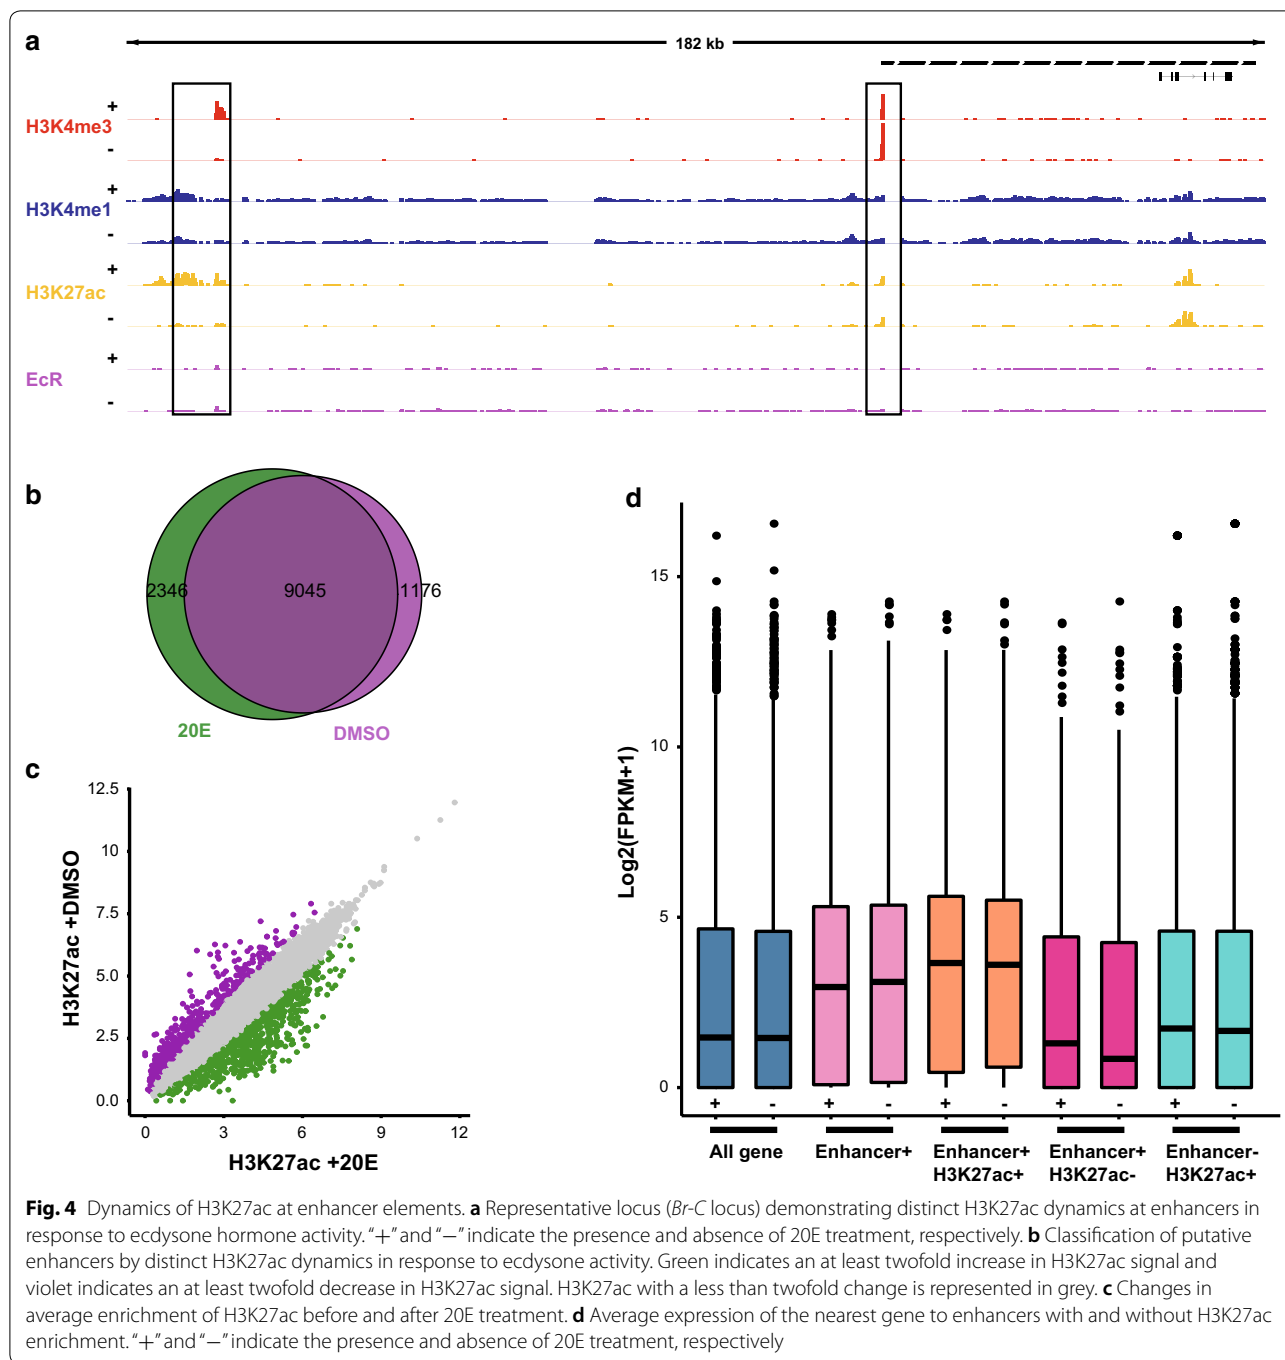 a
182 kb
+
H3K4me3
-
+
H3K4me1
-
+
H3K27ac
-
+
EcR
-
b
2346 9045 1176
20E
DMSO
c
H3K27ac +DMSO
12.5
10
7.5
5.0
2.5
0.0
0 3 6 9 12
H3K27ac +20E
d
Log2(FPKM+1)
15
10
5
0
+ - + - + - + - + -
All gene Enhancer+ Enhancer+ Enhancer+ Enhancer-
H3K27ac+ H3K27ac- H3K27ac+
Fig. 4 Dynamics of H3K27ac at enhancer elements. a Representative locus (Br-C locus) demonstrating distinct H3K27ac dynamics at enhancers in
response to ecdysone hormone activity. “+” and “−” indicate the presence and absence of 20E treatment, respectively. b Classification of putative
enhancers by distinct H3K27ac dynamics in response to ecdysone activity. Green indicates an at least twofold increase in H3K27ac signal and
violet indicates an at least twofold decrease in H3K27ac signal. H3K27ac with a less than twofold change is represented in grey. c Changes in
average enrichment of H3K27ac before and after 20E treatment. d Average expression of the nearest gene to enhancers with and without H3K27ac
enrichment. “+” and “−” indicate the presence and absence of 20E treatment, respectively